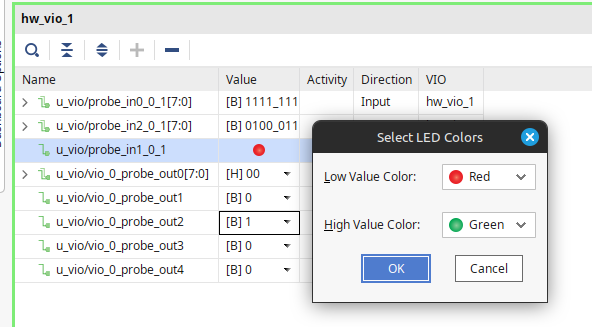 hw_vio_1
Name Value Activity Direction VIO
u_vio/probe_in0_0_1[7:0] [B] 1111_111 Input hw_vio_1
u_vio/probe_in2_0_1[7:0] [B] 0100_011
u_vio/probe_in1_0_1
u_vio/vio_0_probe_out0[7:0] [H] 00
u_vio/vio_0_probe_out1 [B] 0
u_vio/vio_0_probe_out2 [B] 1
u_vio/vio_0_probe_out3 [B] 0
u_vio/vio_0_probe_out4 [B] 0
Select LED Colors
Low Value Color: Red
High Value Color: Green
OK Cancel